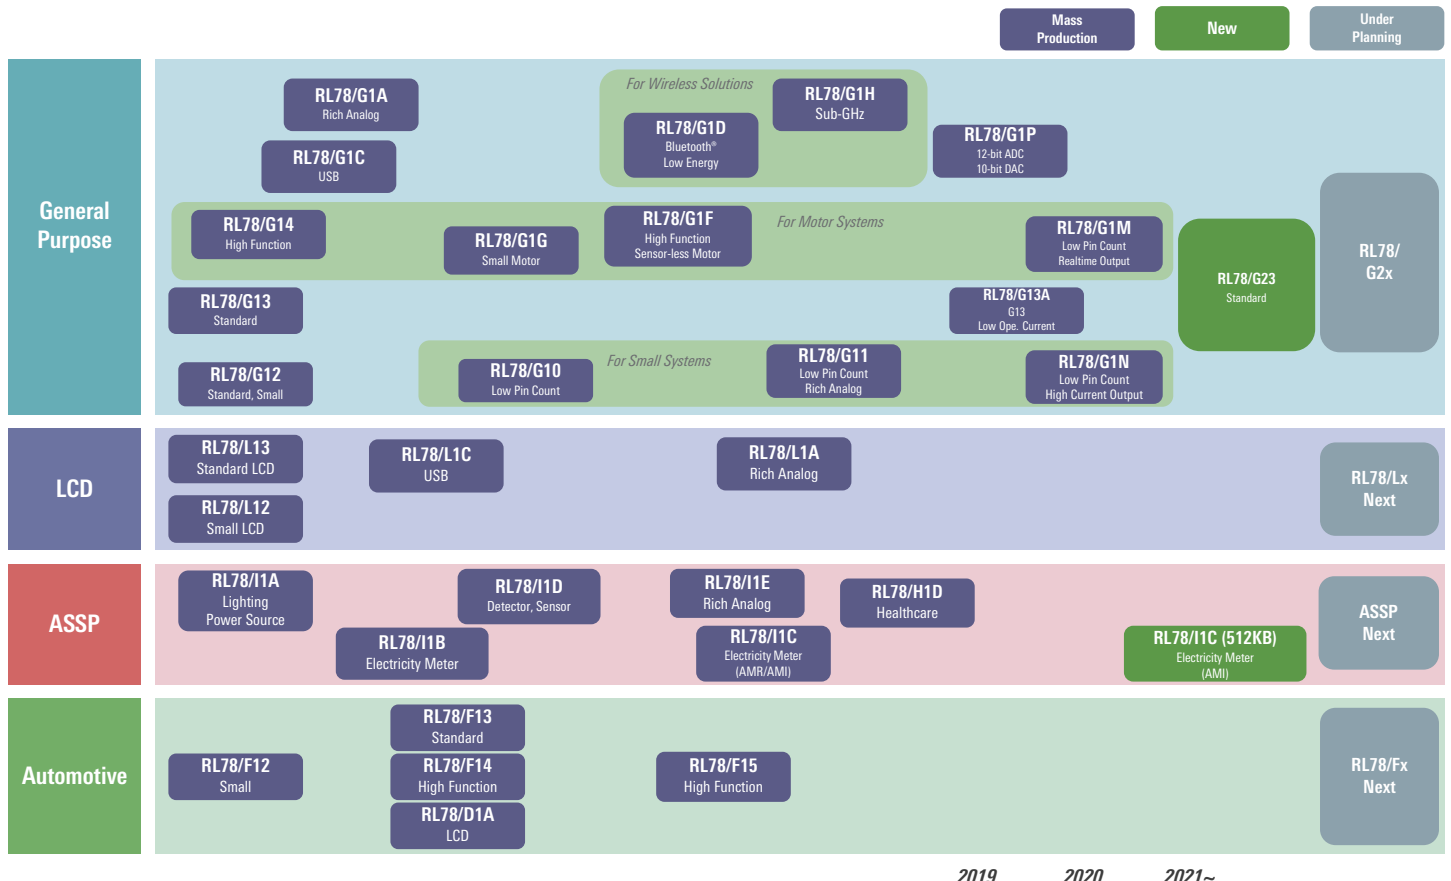 Mass
Production
New
Under
Planning
General
Purpose
RL78/G1A
Rich Analog
RL78/G1C
USB
For Wireless Solutions
RL78/G1D
Bluetooth®
Low Energy
RL78/G1H
Sub-GHz
RL78/G1P
12-bit ADC
10-bit DAC
RL78/G14
High Function
RL78/G1G
Small Motor
RL78/G1F
High Function
Sensor-less Motor
For Motor Systems
RL78/G1M
Low Pin Count
Realtime Output
RL78/G23
Standard
RL78/
G2x
RL78/G13
Standard
RL78/G13A
G13
Low Ope. Current
RL78/G12
Standard, Small
RL78/G10
Low Pin Count
For Small Systems
RL78/G11
Low Pin Count
Rich Analog
RL78/G1N
Low Pin Count
High Current Output
LCD
RL78/L13
Standard LCD
RL78/L12
Small LCD
RL78/L1C
USB
RL78/L1A
Rich Analog
RL78/Lx
Next
ASSP
RL78/I1A
Lighting
Power Source
RL78/I1B
Electricity Meter
RL78/I1D
Detector, Sensor
RL78/I1E
Rich Analog
RL78/I1C
Electricity Meter
(AMR/AMI)
RL78/H1D
Healthcare
RL78/I1C (512KB)
Electricity Meter
(AMI)
ASSP
Next
Automotive
RL78/F12
Small
RL78/F13
Standard
RL78/F14
High Function
RL78/D1A
LCD
RL78/F15
High Function
RL78/Fx
Next
2019
2020
2021~